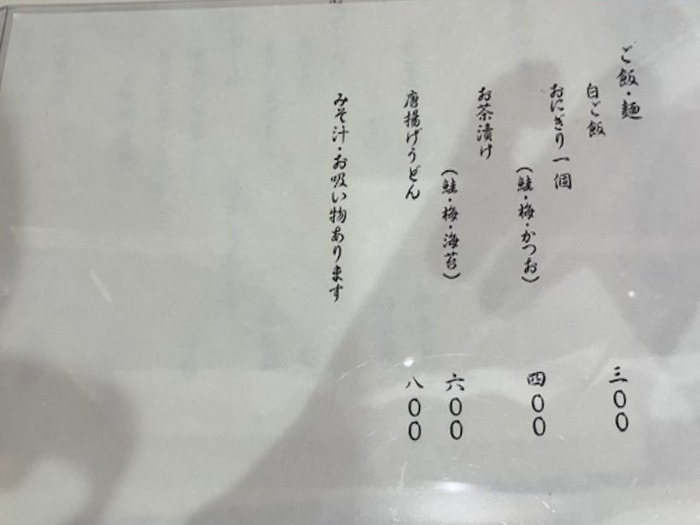 ご飯・麺
白ご飯
三〇〇
おにぎり一個
(鮭・梅・かつお)
四〇〇
お茶漬け
(鮭・梅・海苔)
六〇〇
唐揚げうどん
八〇〇
みそ汁・お吸い物あります